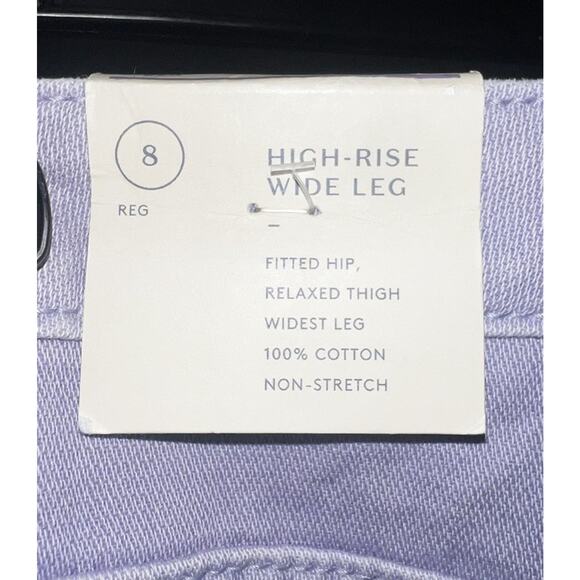 8
REG
HIGH-RISE
WIDE LEG
–
FITTED HIP,
RELAXED THIGH
WIDEST LEG
100% COTTON
NON-STRETCH